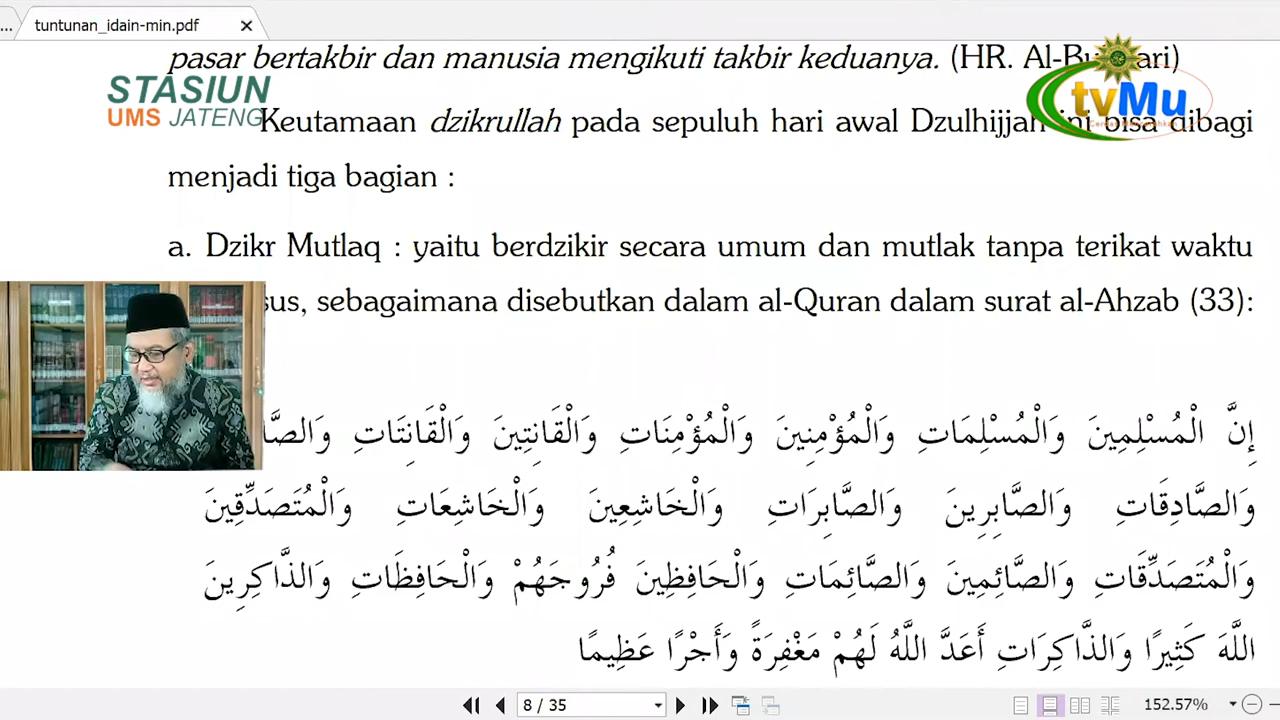 ... tuntunan_idain-min.pdf
pasar bertakbir dan manusia mengikuti takbir keduanya. (HR. Al-Bu ari)
STASIUN
UMS JATENG
tvMu
Keutamaan dzikrullah pada sepuluh hari awal Dzulhijjah ini bisa dibagi
menjadi tiga bagian :
a. Dzikr Mutlaq : yaitu berdzikir secara umum dan mutlak tanpa terikat waktu
sus, sebagaimana disebutkan dalam al-Quran dalam surat al-Ahzab (33):
إِنَّ الْمُسْلِمِينَ وَالْمُسْلِمَاتِ وَالْمُؤْمِنِينَ وَالْمُؤْمِنَاتِ وَالْقَانِتِينَ وَالْقَانِتَاتِ وَالصَّا
وَالصَّادِقَاتِ وَالصَّابِرِينَ وَالصَّابِرَاتِ وَالْخَاشِعِينَ وَالْخَاشِعَاتِ وَالْمُتَصَدِّقِينَ
وَالْمُتَصَدِّقَاتِ وَالصَّائِمِينَ وَالصَّائِمَاتِ وَالْحَافِظِينَ فُرُوجَهُمْ وَالْحَافِظَاتِ وَالذَّاكِرِينَ
اللَّهَ كَثِيرًا وَالذَّاكِرَاتِ أَعَدَّ اللَّهُ لَهُمْ مَغْفِرَةً وَأَجْرًا عَظِيمًا
8 / 35
152.57%